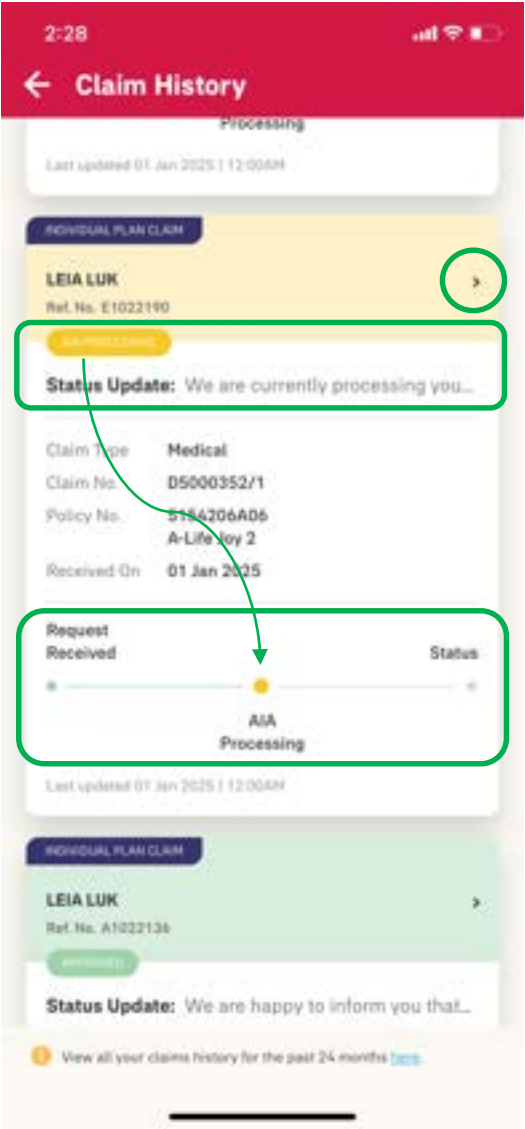 2:28
Claim History
Processing
Last updated 01 Jan 2025 | 12:00AM
INDIVIDUAL PLAN CLAIM
LEIA LUK
Ref. No. E1022190
AIA PROCESSING
Status Update: We are currently processing you...
Claim Type Medical
Claim No. D5000352/1
Policy No. 5154206A06
A-Life Joy 2
Received On 01 Jan 2025
Request
Received
Status
AIA
Processing
Last updated 01 Jan 2025 | 12:00AM
INDIVIDUAL PLAN CLAIM
LEIA LUK
Ref. No. A1022136
APPROVED
Status Update: We are happy to inform you that...
View all your claims history for the past 24 months here.